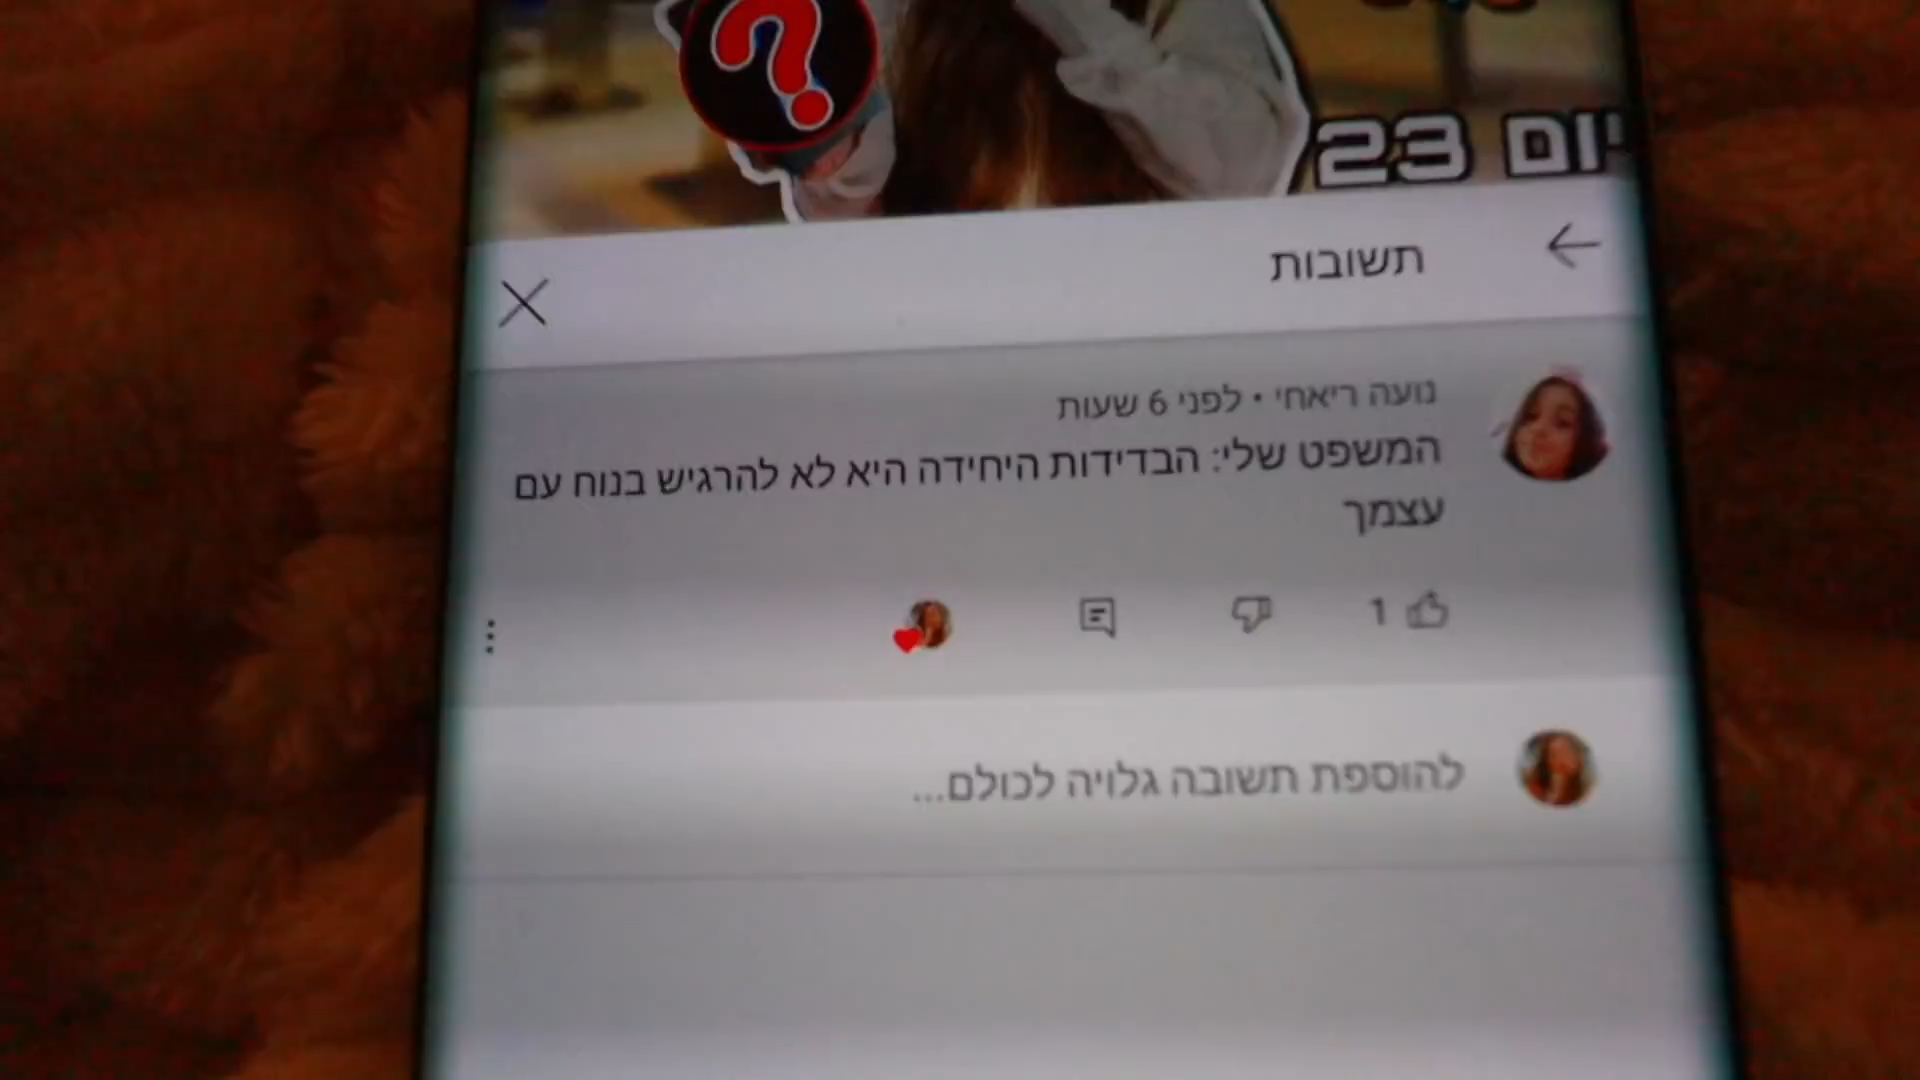 יום 23
תשובות
נועה ריאחי • לפני 6 שעות
המשפט שלי: הבדידות היחידה היא לא להרגיש בנוח עם
עצמך
1
להוספת תשובה גלויה לכולם...